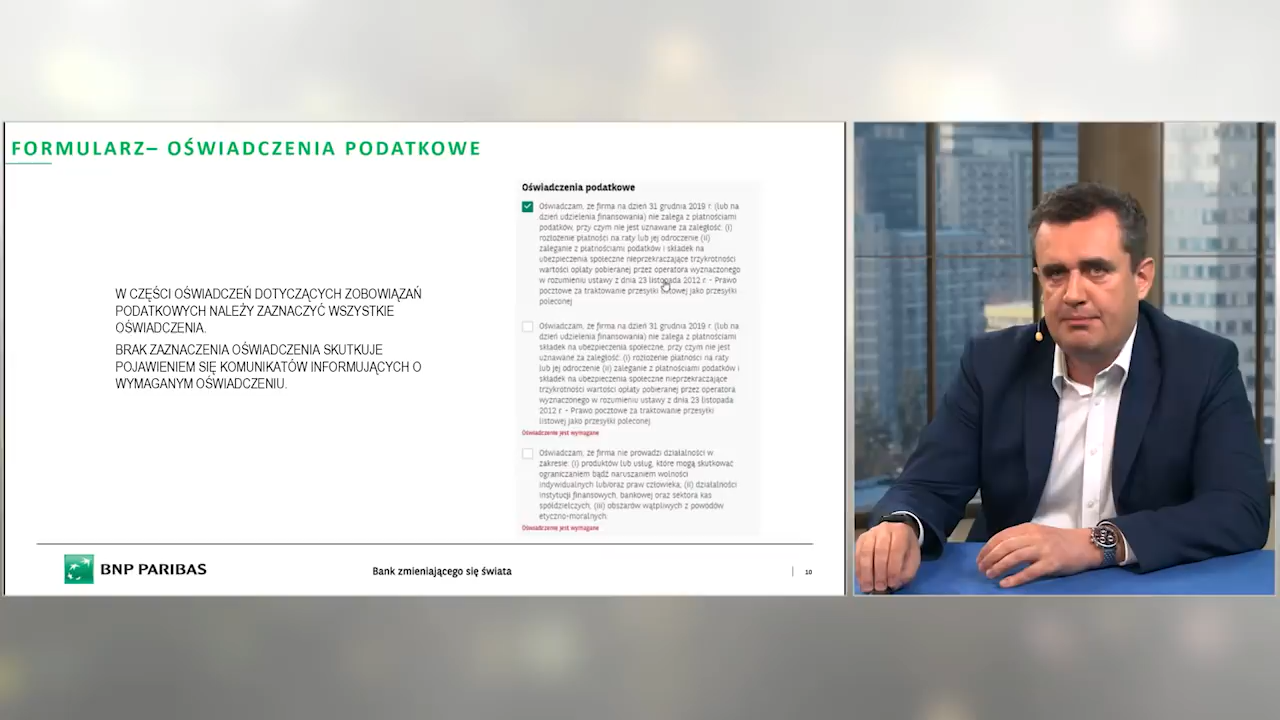 FORMULARZ– OŚWIADCZENIA PODATKOWE
W CZĘŚCI OŚWIADCZEŃ DOTYCZĄCYCH ZOBOWIĄZAŃ
PODATKOWYCH NALEŻY ZAZNACZYĆ WSZYSTKIE
OŚWIADCZENIA.
BRAK ZAZNACZENIA OŚWIADCZENIA SKUTKUJE
POJAWIENIEM SIĘ KOMUNIKATÓW INFORMUJĄCYCH O
WYMAGANYM OŚWIADCZENIU.
Oświadczenia podatkowe
Oświadczam, że firma na dzień 31 grudnia 2019 r. (lub na
dzień udzielenia finansowania) nie zalega z płatnościami
podatków, przy czym nie jest uznawane za zaległość: (i)
rozłożenie płatności na raty lub jej odroczenie (ii)
zaleganie z płatnościami podatków i składek na
ubezpieczenia społeczne nieprzekraczające trzykrotności
wartości opłaty pobieranej przez operatora wyznaczonego
w rozumieniu ustawy z dnia 23 listopada 2012 r. - Prawo
pocztowe za traktowanie przesyłki listowej jako przesyłki
poleconej
Oświadczam, że firma na dzień 31 grudnia 2019 r. (lub na
dzień udzielenia finansowania) nie zalega z płatnościami
składek na ubezpieczenia społeczne, przy czym nie jest
uznawane za zaległość: (i) rozłożenie płatności na raty
lub jej odroczenie (ii) zaleganie z płatnościami podatków i
składek na ubezpieczenia społeczne nieprzekraczające
trzykrotności wartości opłaty pobieranej przez operatora
wyznaczonego w rozumieniu ustawy z dnia 23 listopada
2012 r. - Prawo pocztowe za traktowanie przesyłki
listowej jako przesyłki poleconej
Oświadczenie jest wymagane
Oświadczam, że firma nie prowadzi działalności w
zakresie: (i) produktów lub usług, które mogą skutkować
ograniczaniem bądź naruszaniem wolności
indywidualnych lub/oraz praw człowieka; (ii) działalności
instytucji finansowych, bankowej oraz sektora kas
spółdzielczych, (iii) obszarów wątpliwych z powodów
etyczno-moralnych
Oświadczenie jest wymagane
BNP PARIBAS
Bank zmieniającego się świata
10